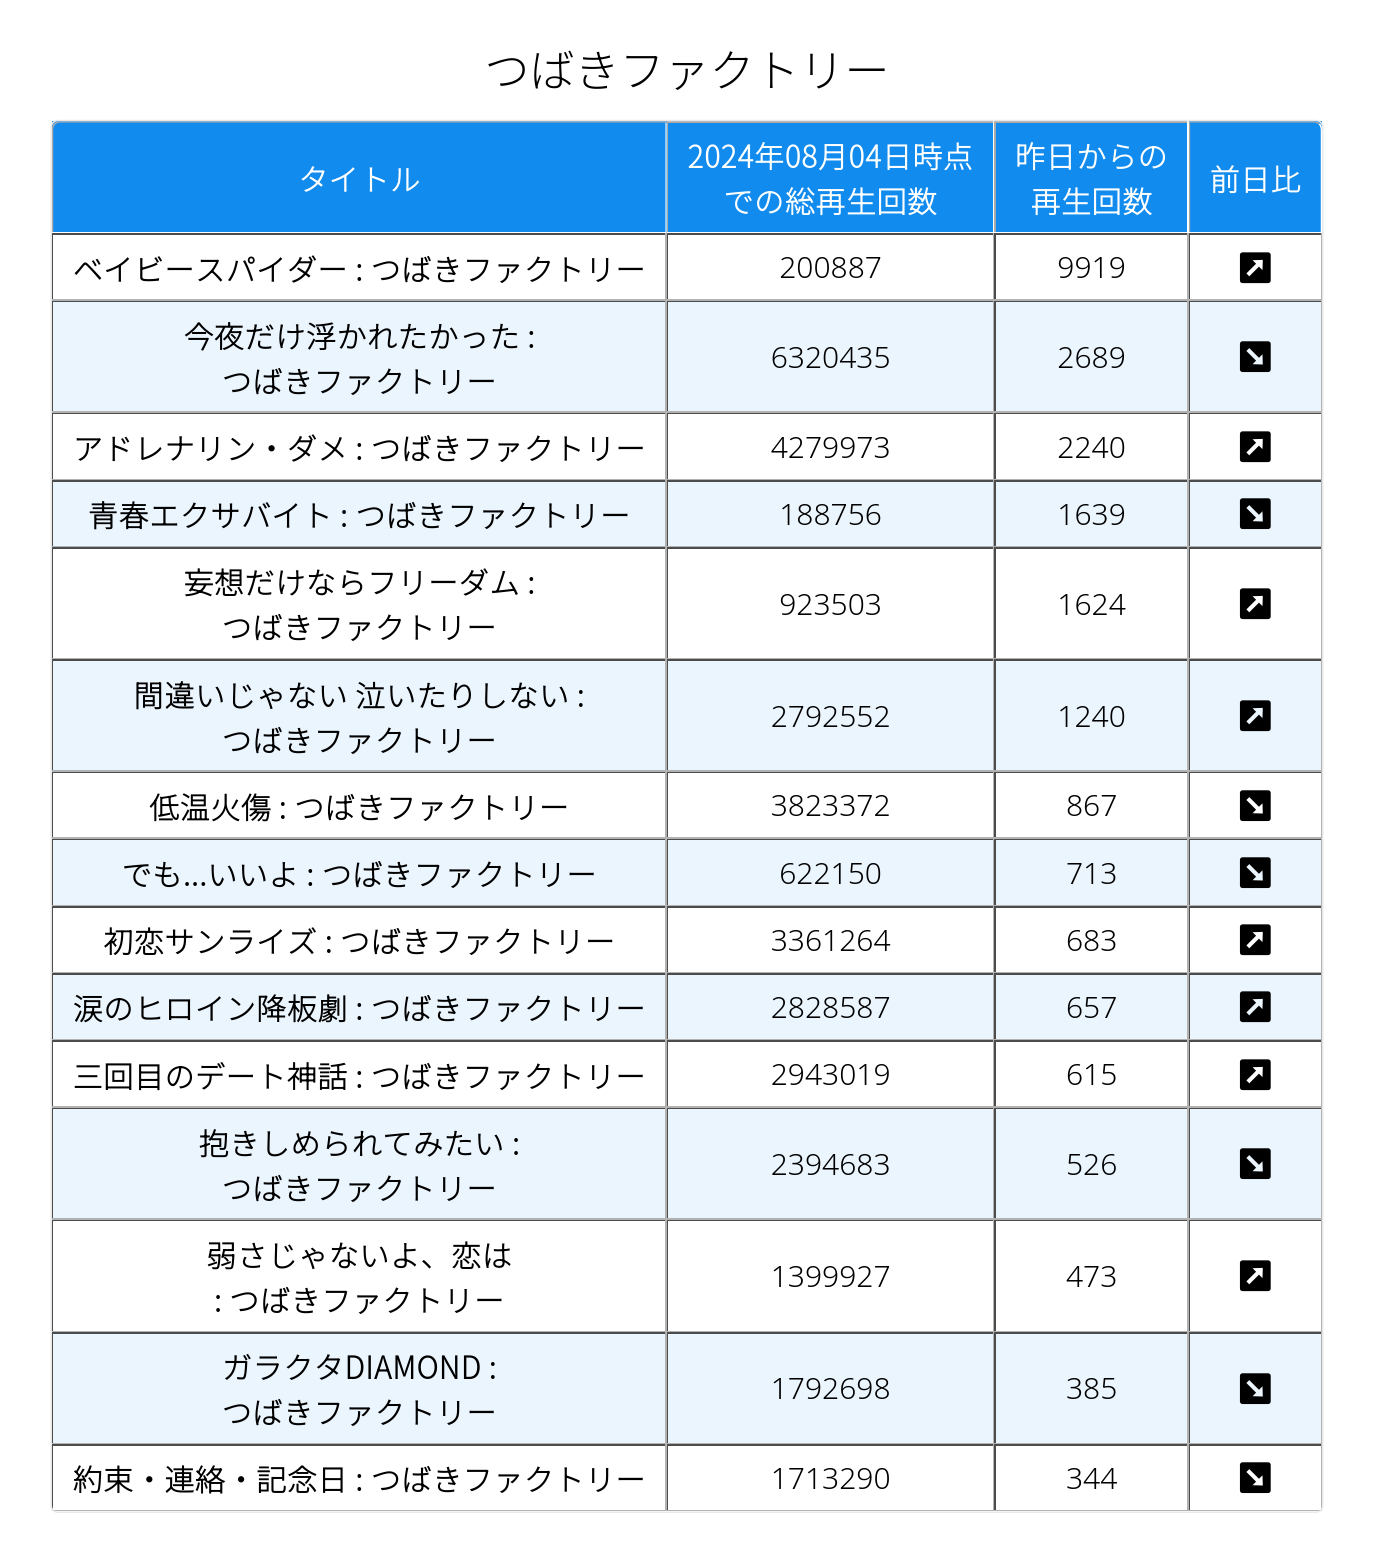 つばきファクトリー
タイトル
2024年08月04日時点
での総再生回数
昨日からの
再生回数
前日比
ベイビースパイダー : つばきファクトリー
200887
9919
今夜だけ浮かれたかった :
つばきファクトリー
6320435
2689
アドレナリン・ダメ : つばきファクトリー
4279973
2240
青春エクサバイト : つばきファクトリー
188756
1639
妄想だけならフリーダム :
つばきファクトリー
923503
1624
間違いじゃない 泣いたりしない :
つばきファクトリー
2792552
1240
低温火傷 : つばきファクトリー
3823372
867
でも...いいよ : つばきファクトリー
622150
713
初恋サンライズ : つばきファクトリー
3361264
683
涙のヒロイン降板劇 : つばきファクトリー
2828587
657
三回目のデート神話 : つばきファクトリー
2943019
615
抱きしめられてみたい :
つばきファクトリー
2394683
526
弱さじゃないよ、恋は
: つばきファクトリー
1399927
473
ガラクタDIAMOND :
つばきファクトリー
1792698
385
約束・連絡・記念日 : つばきファクトリー
1713290
344